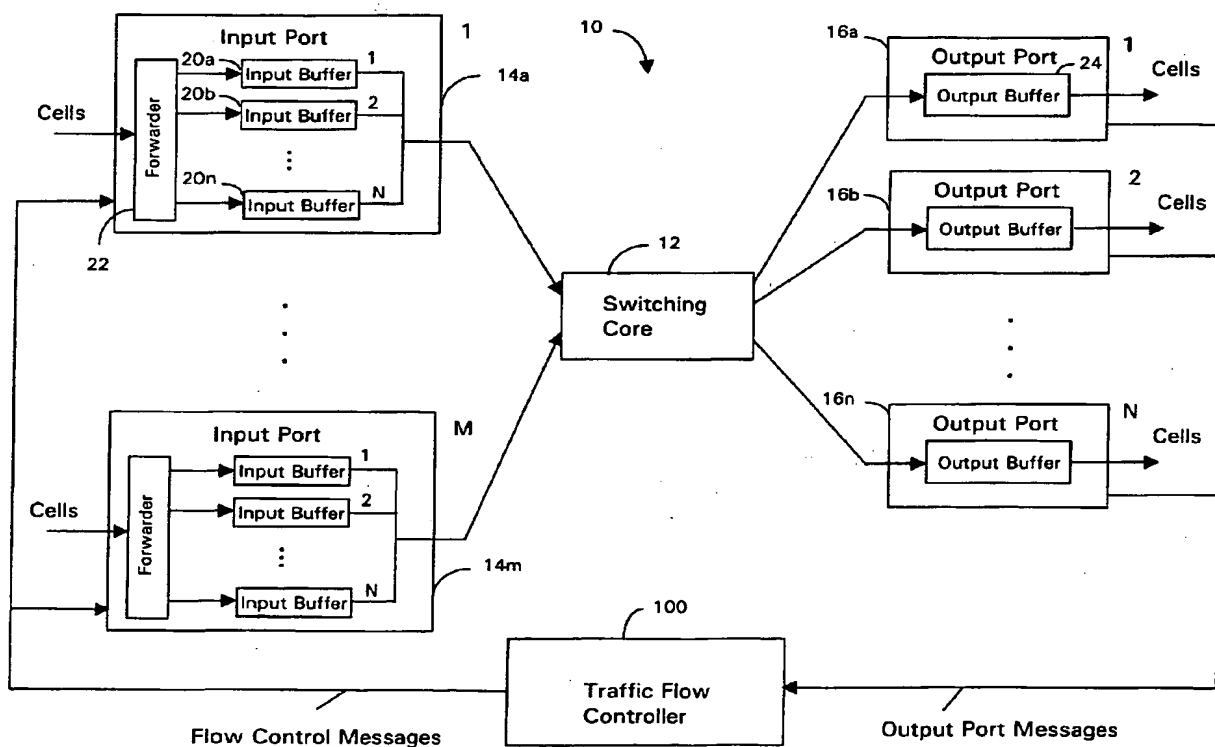 Input Port
1
14a
Cells
Forwarder
22
20a
Input Buffer
1
20b
Input Buffer
2
20n
Input Buffer
N
10
12
Switching
Core
16a
1
Output Port
24
Output Buffer
Cells
16b
2
Output Port
Output Buffer
Cells
16n
N
Output Port
Output Buffer
Cells
Input Port
M
14m
Cells
Forwarder
Input Buffer
1
Input Buffer
2
Input Buffer
N
100
Traffic Flow
Controller
Flow Control Messages
Output Port Messages